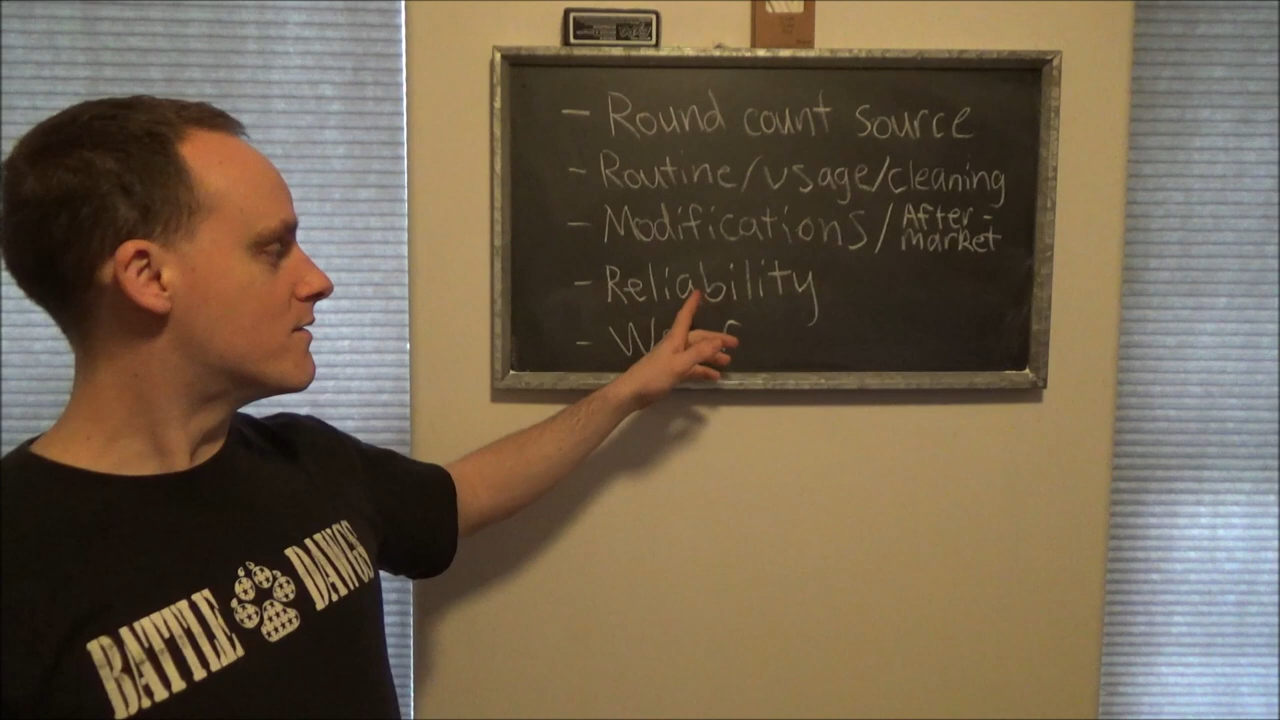 - Round count source
- Routine/usage/cleaning
- Modifications/After-
market
- Reliability
BATTLE DAWGS